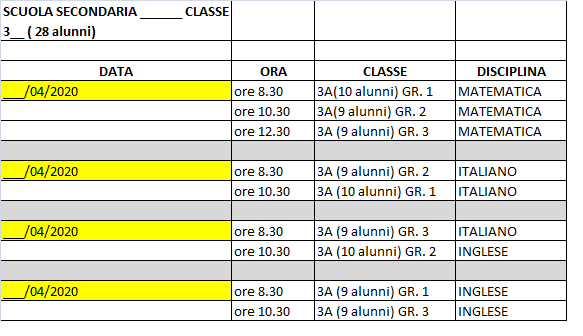 SCUOLA SECONDARIA ______ CLASSE
3__ ( 28 alunni)
DATA ORA CLASSE DISCIPLINA
___/04/2020 ore 8.30 3A(10 alunni) GR. 1 MATEMATICA
ore 10.30 3A(9 alunni) GR. 2 MATEMATICA
ore 12.30 3A (9 alunni) GR. 3 MATEMATICA
___/04/2020 ore 8.30 3A (9 alunni) GR. 2 ITALIANO
ore 10.30 3A (10 alunni) GR. 1 ITALIANO
___/04/2020 ore 8.30 3A (9 alunni) GR. 3 ITALIANO
ore 10.30 3A (10 alunni) GR. 2 INGLESE
___/04/2020 ore 8.30 3A (9 alunni) GR. 1 INGLESE
ore 10.30 3A (9 alunni) GR. 3 INGLESE